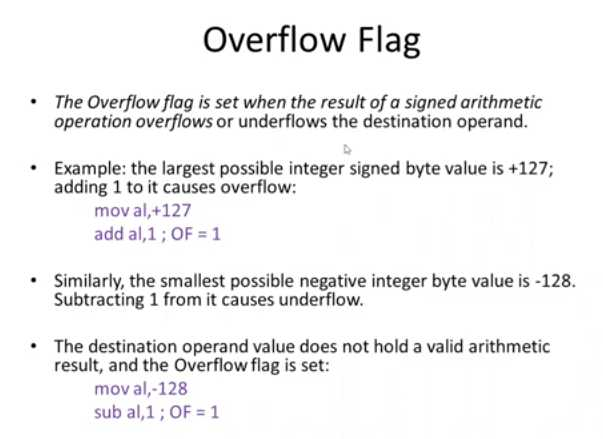 Overflow Flag
• The Overflow flag is set when the result of a signed arithmetic
operation overflows or underflows the destination operand.
• Example: the largest possible integer signed byte value is +127;
adding 1 to it causes overflow:
mov al,+127
add al,1 ; OF = 1
• Similarly, the smallest possible negative integer byte value is -128.
Subtracting 1 from it causes underflow.
• The destination operand value does not hold a valid arithmetic
result, and the Overflow flag is set:
mov al,-128
sub al,1 ; OF = 1